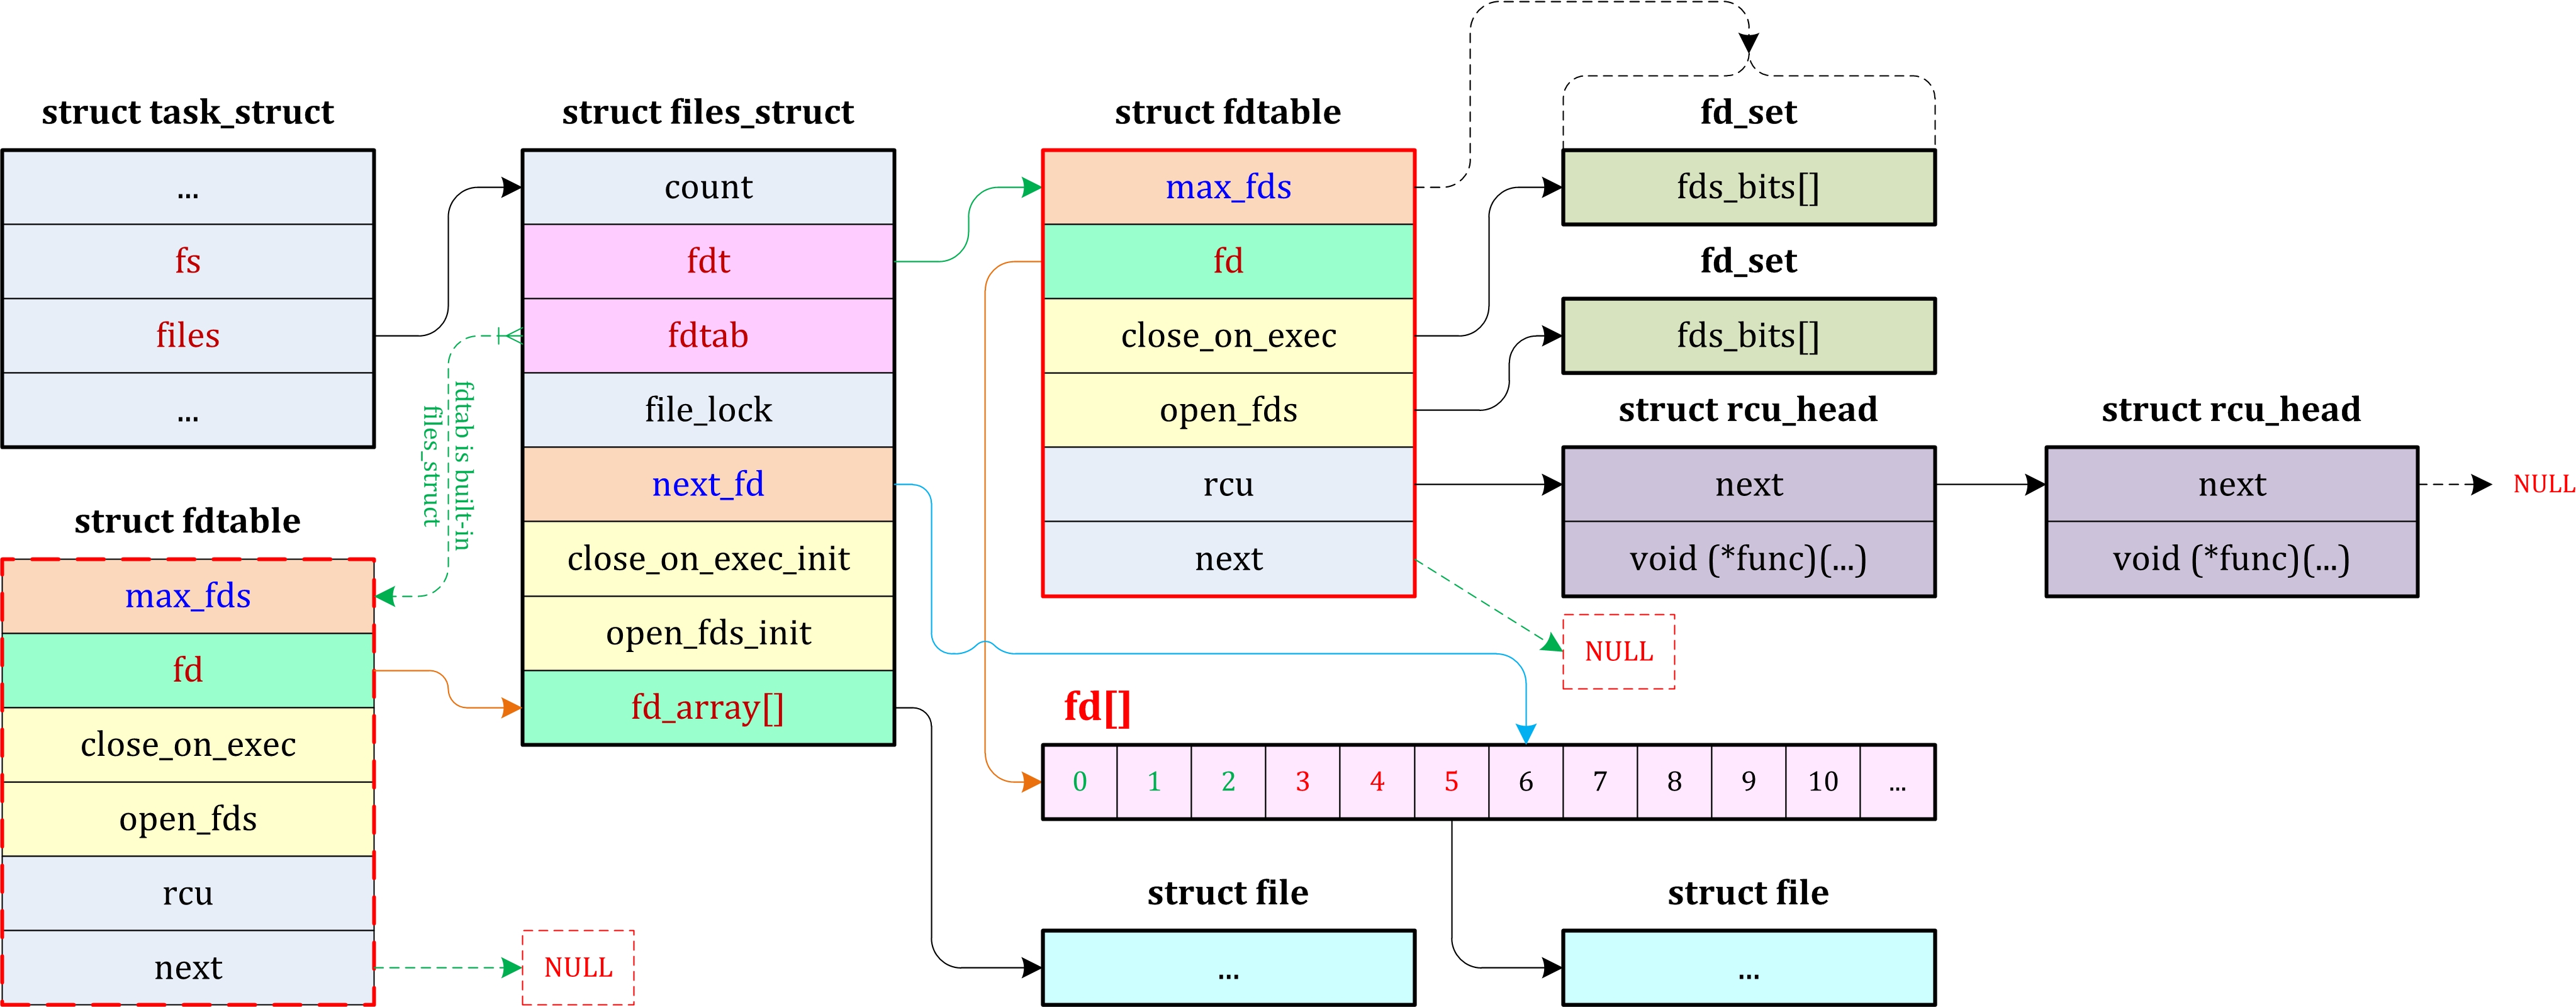 struct task_struct
...
fs
files
...
struct files_struct
count
fdt
fdtab
file_lock
next_fd
close_on_exec_init
open_fds_init
fd_array[]
fdtab is built-in
files_struct
struct fdtable
max_fds
fd
close_on_exec
open_fds
rcu
next
NULL
struct fdtable
max_fds
fd
close_on_exec
open_fds
rcu
next
NULL
fd_set
fds_bits[]
fd_set
fds_bits[]
struct rcu_head
next
void (*func)(...)
struct rcu_head
next
void (*func)(...)
NULL
fd[]
0 1 2 3 4 5 6 7 8 9 10 ...
struct file
...
struct file
...